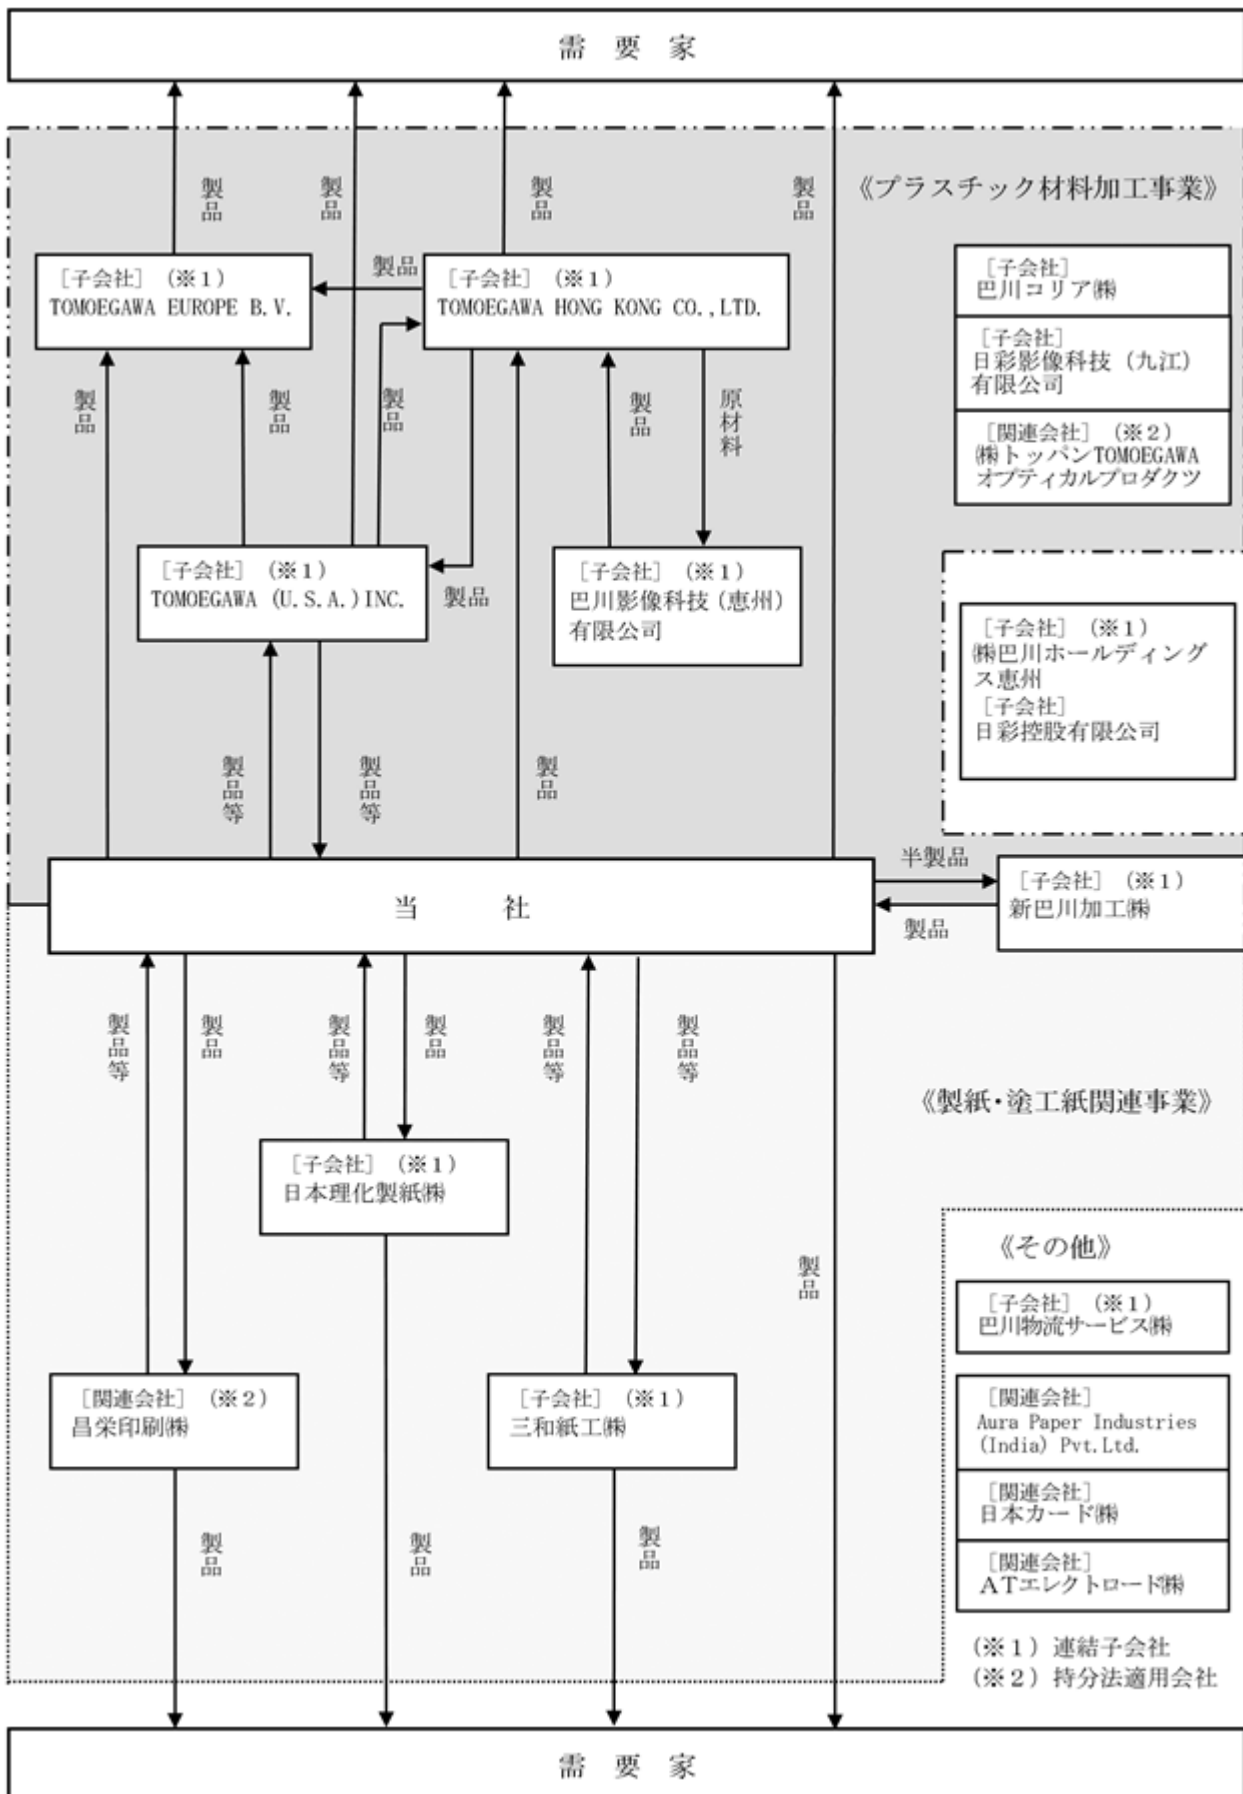 需 要 家
製品
製品
製品
製品
《プラスチック材料加工事業》
[子会社] (※1)
TOMOEGAWA EUROPE B.V.
製品
[子会社] (※1)
TOMOEGAWA HONG KONG CO.,LTD.
[子会社]
巴川コリア㈱
[子会社]
日彩影像科技(九江)
有限公司
[関連会社] (※2)
㈱トッパンTOMOEGAWA
オプティカルプロダクツ
製品
製品
製品
製品
原材料
[子会社] (※1)
TOMOEGAWA (U.S.A.)INC.
製品
[子会社] (※1)
巴川影像科技(恵州)
有限公司
[子会社] (※1)
㈱巴川ホールディング
ス恵州
[子会社]
日彩控股有限公司
製品等
製品等
製品
当 社
半製品
製品
[子会社] (※1)
新巴川加工㈱
製品等
製品
製品等
製品
製品等
製品等
《製紙・塗工紙関連事業》
[子会社] (※1)
日本理化製紙㈱
製品
《その他》
[子会社] (※1)
巴川物流サービス㈱
[関連会社] (※2)
昌栄印刷㈱
[子会社] (※1)
三和紙工㈱
[関連会社]
Aura Paper Industries
(India) Pvt.Ltd.
[関連会社]
日本カード㈱
[関連会社]
ATエレクトロード㈱
製品
製品
製品
(※1) 連結子会社
(※2) 持分法適用会社
需 要 家